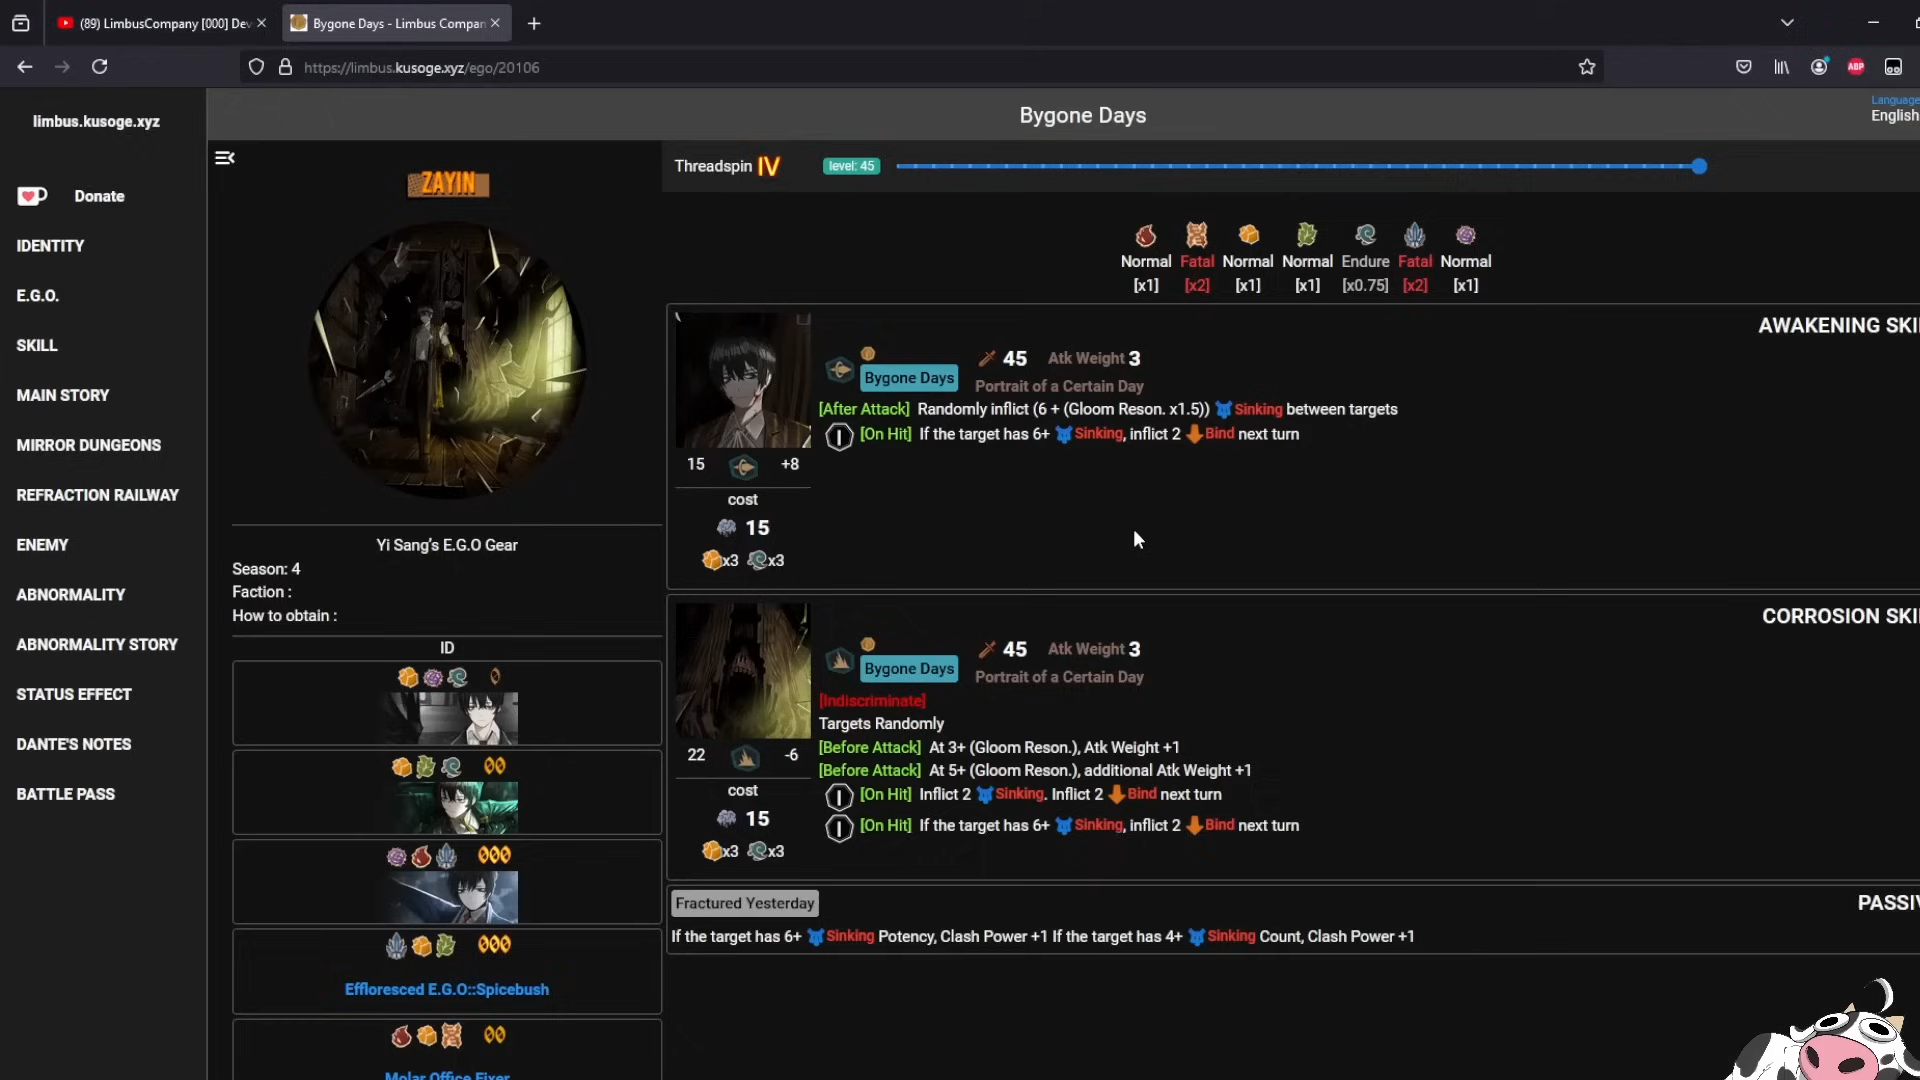 (89) LimbusCompany [000] Dev
Bygone Days - Limbus Compan
https://limbus.kusoge.xyz/ego/20106
ABP
limbus.kusoge.xyz
Bygone Days
Language
English
Donate
IDENTITY
E.G.O.
SKILL
MAIN STORY
MIRROR DUNGEONS
REFRACTION RAILWAY
ENEMY
ABNORMALITY
ABNORMALITY STORY
STATUS EFFECT
DANTE'S NOTES
BATTLE PASS
ZAYIN
Yi Sang's E.G.O Gear
Season: 4
Faction :
How to obtain :
ID
Effloresced E.G.O::Spicebush
Molar Office Fixer
Threadspin IV
level: 45
Normal Fatal Normal Normal Endure Fatal Normal
[x1] [x2] [x1] [x1] [x0.75] [x2] [x1]
AWAKENING SKI
45 Atk Weight 3
Bygone Days
Portrait of a Certain Day
[After Attack] Randomly inflict (6 + (Gloom Reson. x1.5)) Sinking between targets
I [On Hit] If the target has 6+ Sinking, inflict 2 Bind next turn
15 +8
cost
15
x3 x3
CORROSION SKI
45 Atk Weight 3
Bygone Days
Portrait of a Certain Day
[Indiscriminate]
Targets Randomly
[Before Attack] At 3+ (Gloom Reson.), Atk Weight +1
[Before Attack] At 5+ (Gloom Reson.), additional Atk Weight +1
I [On Hit] Inflict 2 Sinking. Inflict 2 Bind next turn
I [On Hit] If the target has 6+ Sinking, inflict 2 Bind next turn
22 -6
cost
15
x3 x3
Fractured Yesterday
PASSIV
If the target has 6+ Sinking Potency, Clash Power +1 If the target has 4+ Sinking Count, Clash Power +1